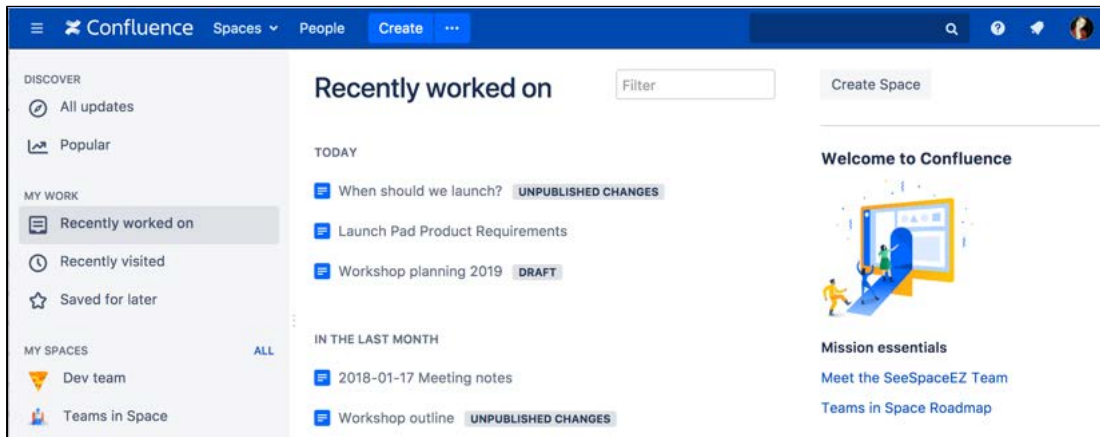 Confluence Spaces People Create ···
DISCOVER
All updates
Popular
MY WORK
Recently worked on
Recently visited
Saved for later
MY SPACES ALL
Dev team
Teams in Space
Recently worked on Filter
TODAY
When should we launch? UNPUBLISHED CHANGES
Launch Pad Product Requirements
Workshop planning 2019 DRAFT
IN THE LAST MONTH
2018-01-17 Meeting notes
Workshop outline UNPUBLISHED CHANGES
Create Space
Welcome to Confluence
Mission essentials
Meet the SeeSpaceEZ Team
Teams in Space Roadmap